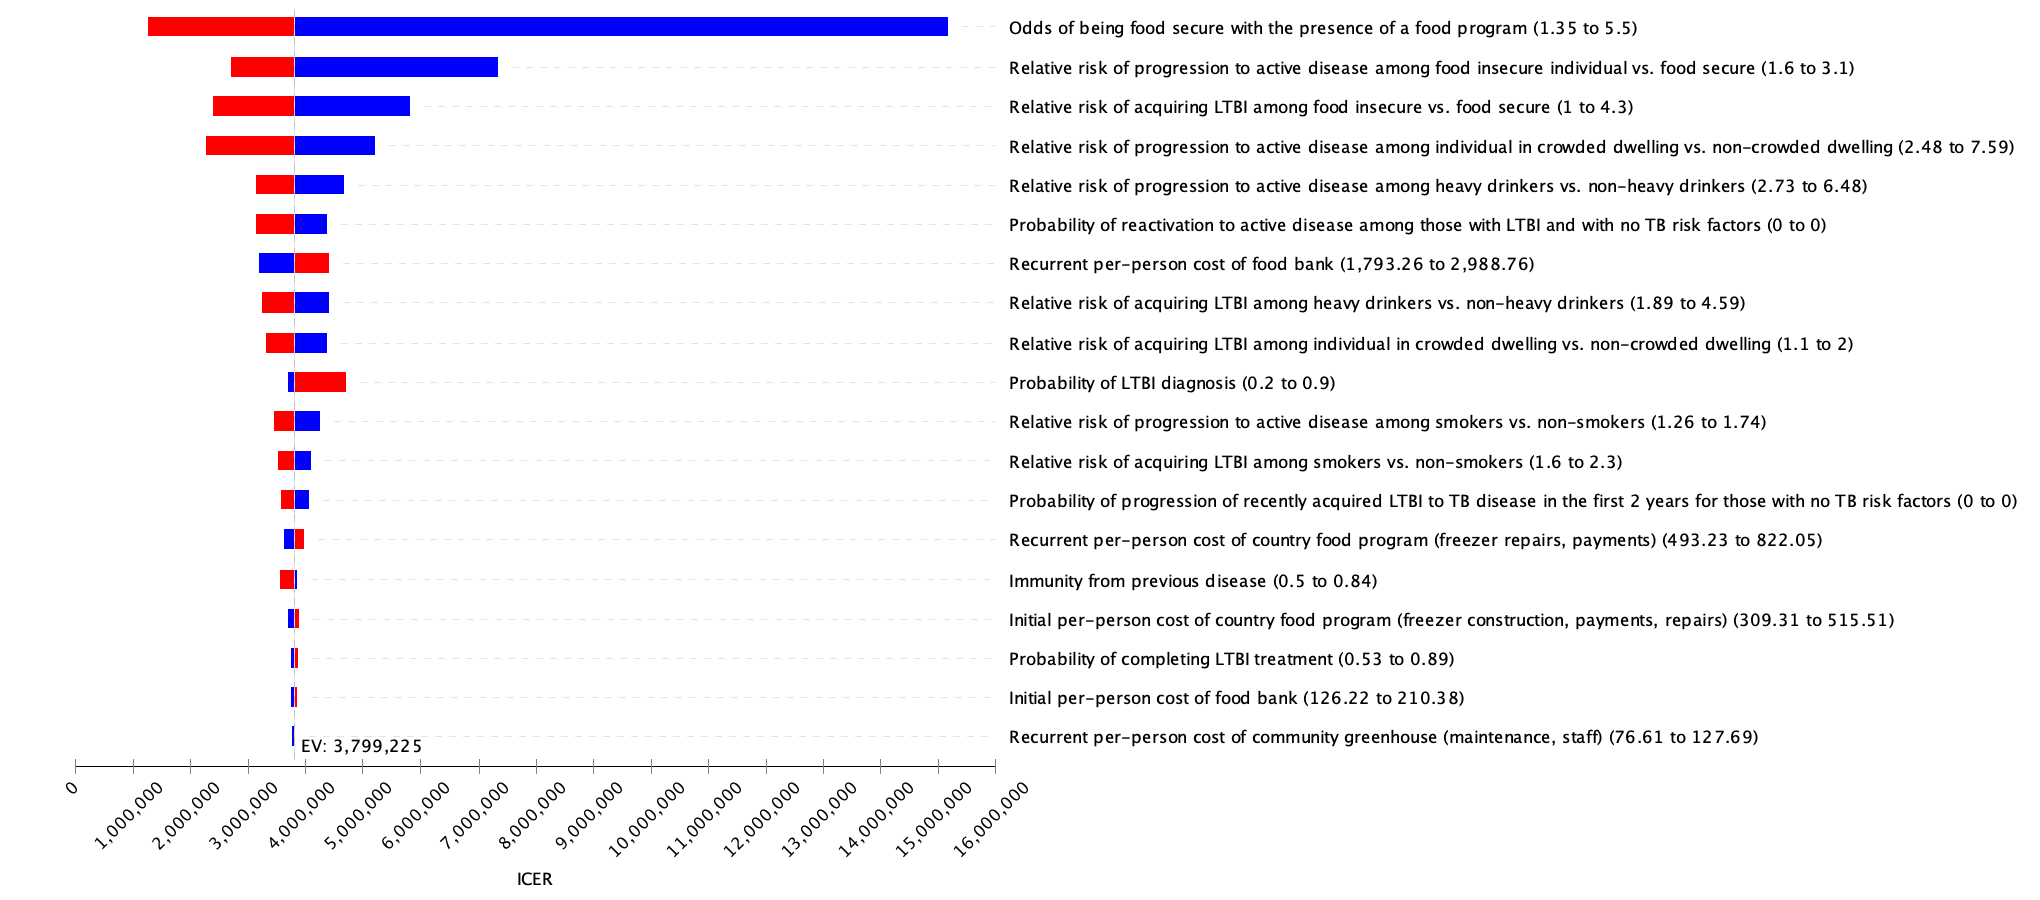 Odds of being food secure with the presence of a food program (1.35 to 5.5)
Relative risk of progression to active disease among food insecure individual vs. food secure (1.6 to 3.1)
Relative risk of acquiring LTBI among food insecure vs. food secure (1 to 4.3)
Relative risk of progression to active disease among individual in crowded dwelling vs. non-crowded dwelling (2.48 to 7.59)
Relative risk of progression to active disease among heavy drinkers vs. non-heavy drinkers (2.73 to 6.48)
Probability of reactivation to active disease among those with LTBI and with no TB risk factors (0 to 0)
Recurrent per-person cost of food bank (1,793.26 to 2,988.76)
Relative risk of acquiring LTBI among heavy drinkers vs. non-heavy drinkers (1.89 to 4.59)
Relative risk of acquiring LTBI among individual in crowded dwelling vs. non-crowded dwelling (1.1 to 2)
Probability of LTBI diagnosis (0.2 to 0.9)
Relative risk of progression to active disease among smokers vs. non-smokers (1.26 to 1.74)
Relative risk of acquiring LTBI among smokers vs. non-smokers (1.6 to 2.3)
Probability of progression of recently acquired LTBI to TB disease in the first 2 years for those with no TB risk factors (0 to 0)
Recurrent per-person cost of country food program (freezer repairs, payments) (493.23 to 822.05)
Immunity from previous disease (0.5 to 0.84)
Initial per-person cost of country food program (freezer construction, payments, repairs) (309.31 to 515.51)
Probability of completing LTBI treatment (0.53 to 0.89)
Initial per-person cost of food bank (126.22 to 210.38)
Recurrent per-person cost of community greenhouse (maintenance, staff) (76.61 to 127.69)
EV: 3,799,225
0
1,000,000
2,000,000
3,000,000
4,000,000
5,000,000
6,000,000
7,000,000
8,000,000
9,000,000
10,000,000
11,000,000
12,000,000
13,000,000
14,000,000
15,000,000
16,000,000
ICER